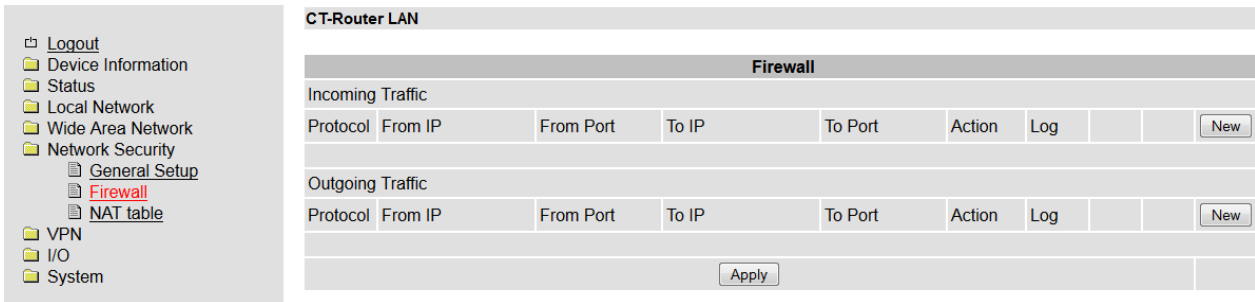 CT-Router LAN
Logout
Device Information
Status
Local Network
Wide Area Network
Network Security
General Setup
Firewall
NAT table
VPN
I/O
System
Firewall
Incoming Traffic
Protocol From IP From Port To IP To Port Action Log New
Outgoing Traffic
Protocol From IP From Port To IP To Port Action Log New
Apply